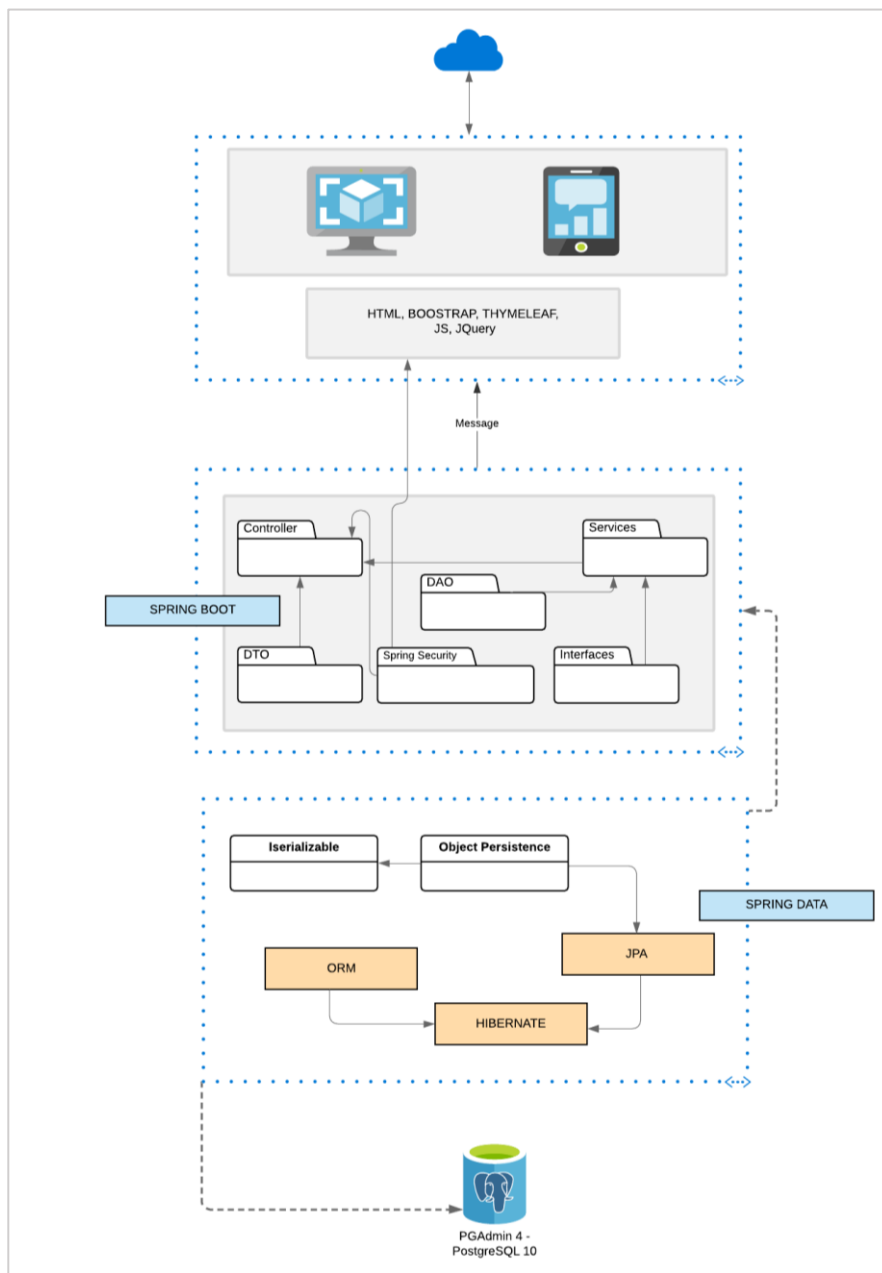 HTML, BOOSTRAP, THYMELEAF,
JS, JQuery
Message
Controller
Services
DAO
SPRING BOOT
DTO
Spring Security
Interfaces
Iserializable
Object Persistence
SPRING DATA
JPA
ORM
HIBERNATE
PGAdmin 4 -
PostgreSQL 10